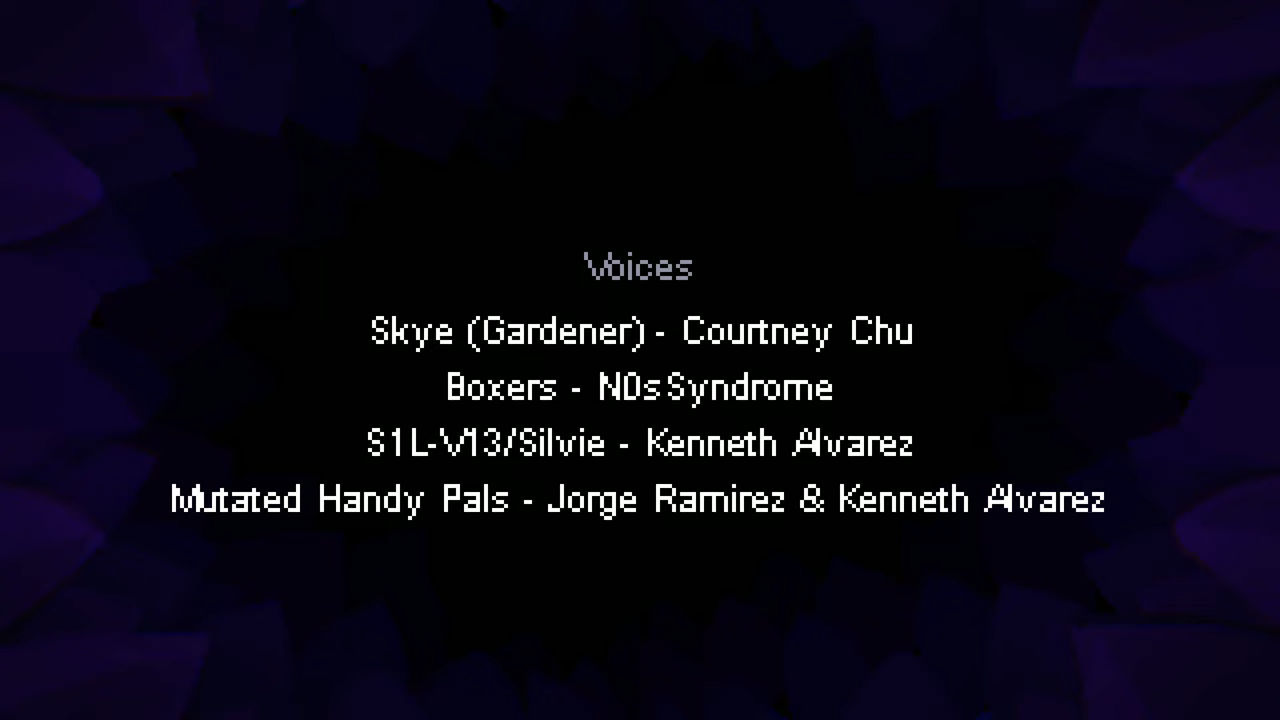 Voices
Skye (Gardener) - Courtney Chu
Boxers - N0sSyndrome
S1L-V13/Silvie - Kenneth Alvarez
Mutated Handy Pals - Jorge Ramirez & Kenneth Alvarez